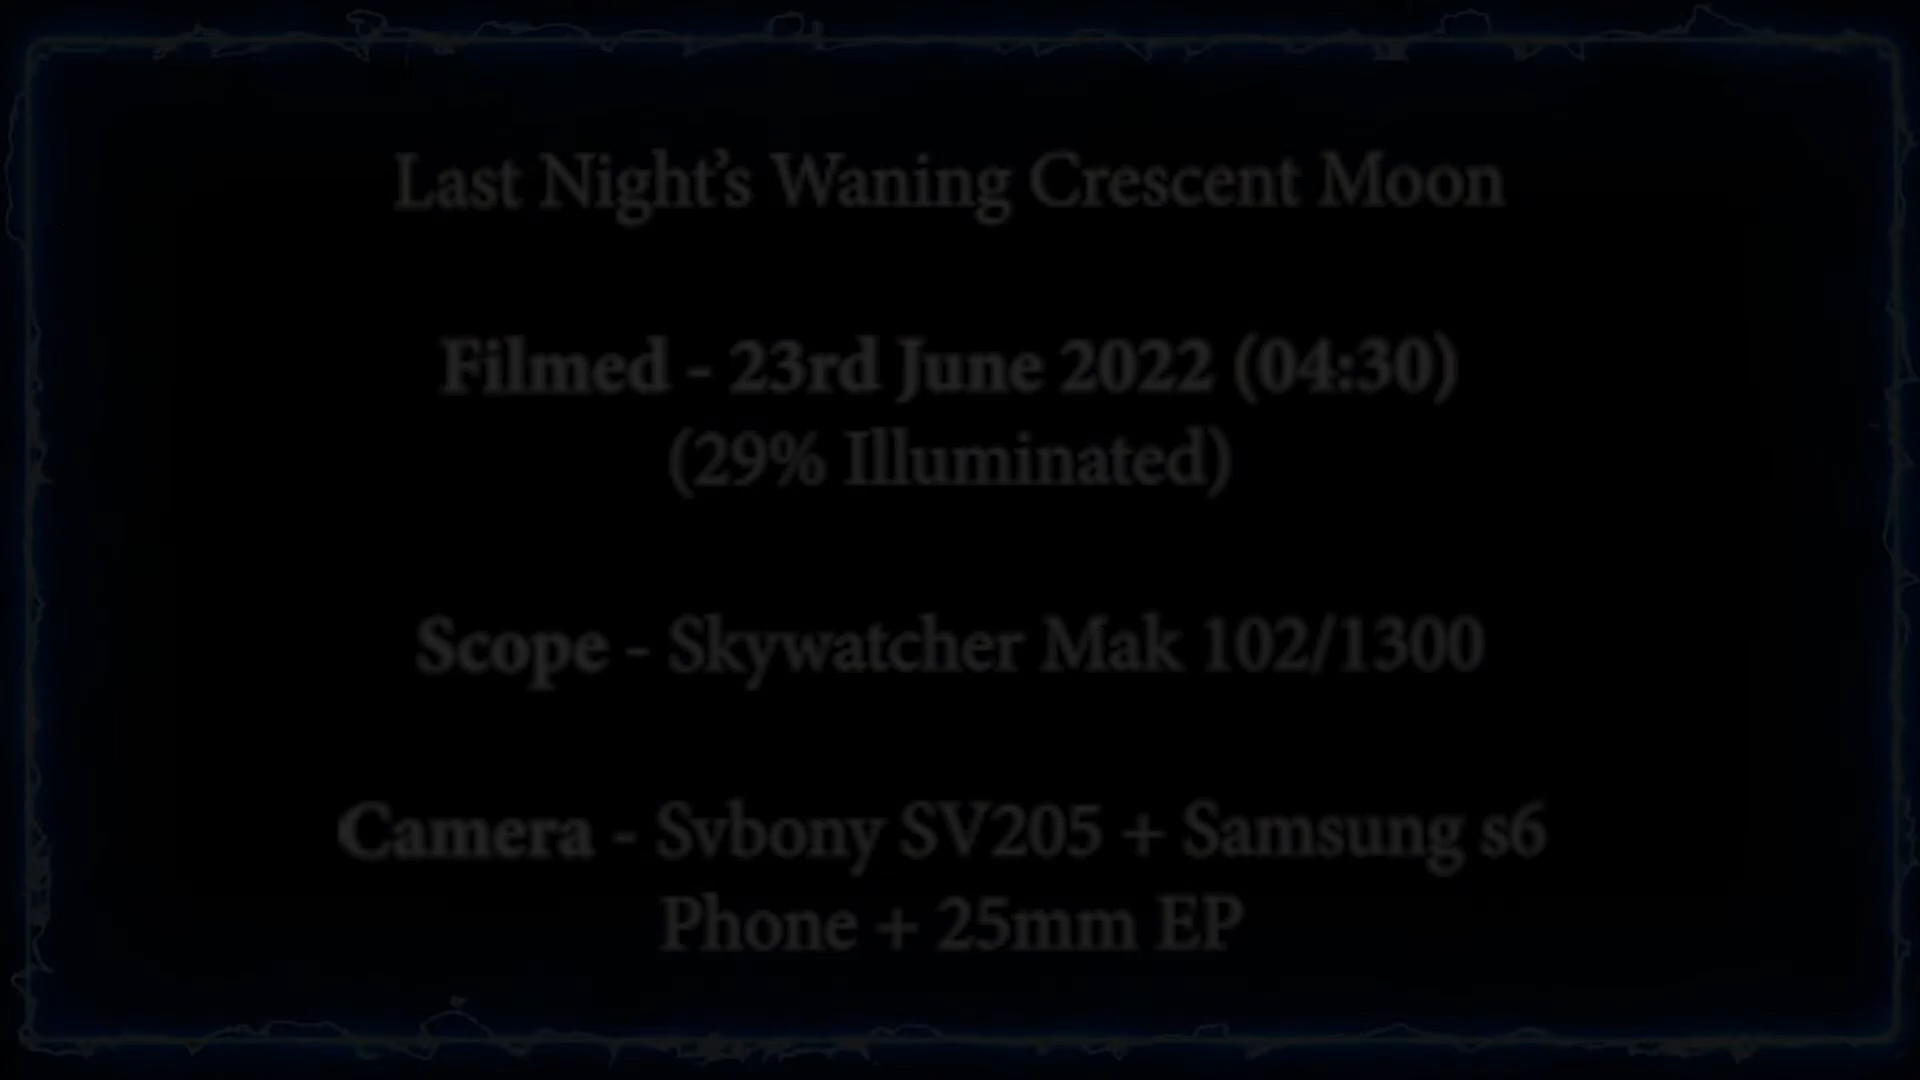 Last Night’s Waning Crescent Moon
Filmed - 23rd June 2022 (04:30)
(29% Illuminated)
Scope - Skywatcher Mak 102/1300
Camera - Svbony SV205 + Samsung s6
Phone + 25mm EP